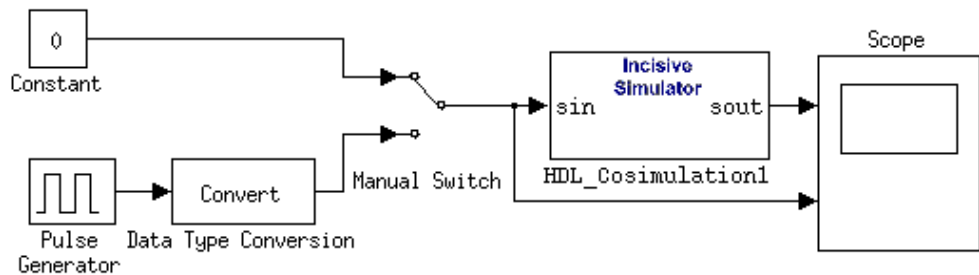 0
Constant
Pulse
Generator
Convert
Data Type Conversion
Manual Switch
Incisive
Simulator
sin
sout
HDL_Cosimulation1
Scope